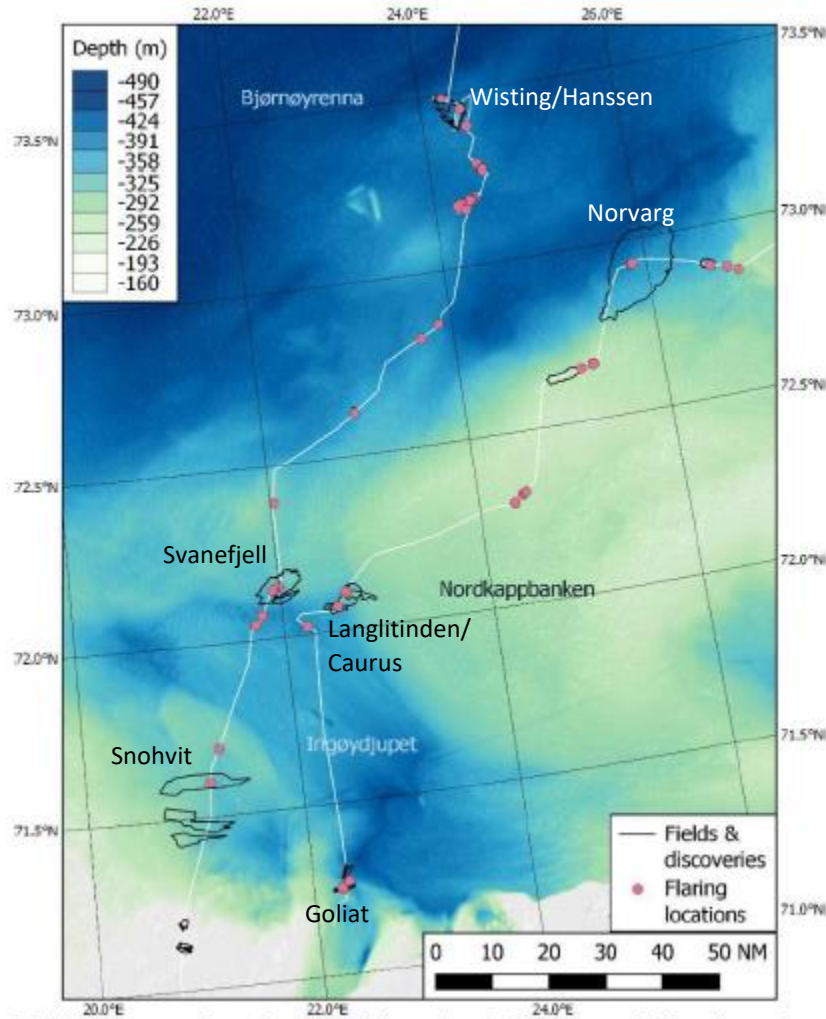 22.0°E 24.0°E 26.0°E
Depth (m)
-490
-457
-424
-391
-358
-325
-292
-259
-226
-193
-160
73.5°N
Bjørnøyrenna
Wisting/Hanssen
73.5°N
Norvarg
73.0°N
73.0°N
72.5°N
72.5°N
Svanefjell
72.0°N
Nordkappbanken
Langlitinden/
Caurus
72.0°N
71.5°N
Ingøydjupet
Snohvit
71.5°N
Fields &
discoveries
Flaring
locations
71.0°N
Goliat
0 10 20 30 40 50 NM
20.0°E 22.0°E 24.0°E